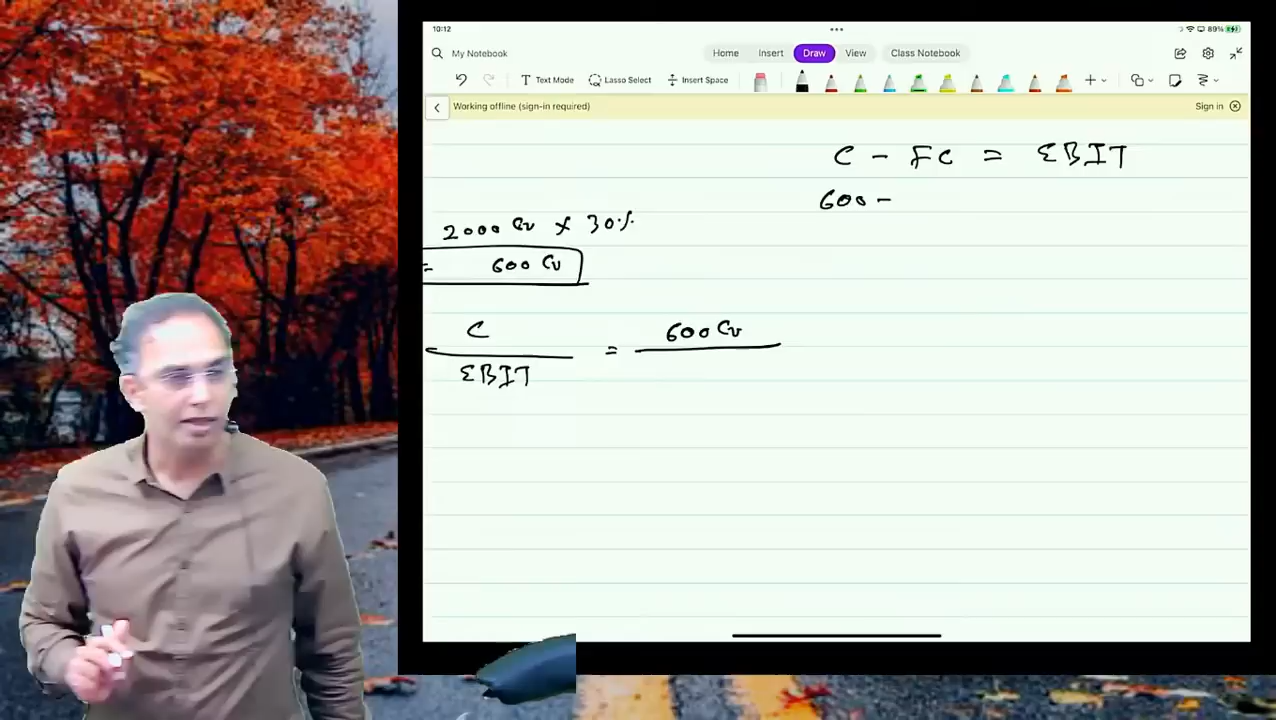 10:12
89%
My Notebook
Home Insert Draw View Class Notebook
Text Mode Lasso Select Insert Space
Working offline (sign-in required) Sign in
C - FC = EBIT
600 -
2000 Cr x 30%
= 600 Cr
C
EBIT
=
600 Cr